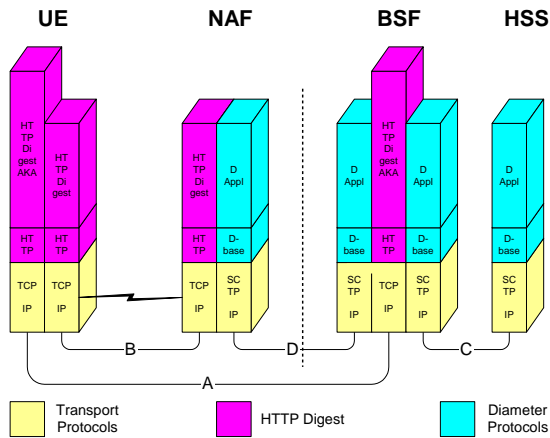 UE NAF BSF HSS
HT
TP
Di
gest
AKA
HT
TP
Di
gest
HT
TP
Di
gest
D
Appl
D
Appl
HT
TP
Di
gest
AKA
D
Appl
D
Appl
HT
TP
HT
TP
HT
TP
D-
base
D-
base
HT
TP
D-
base
D-
base
TCP
IP
TCP
IP
TCP
IP
SC
TP
IP
SC
TP
IP
TCP
IP
SC
TP
IP
SC
TP
IP
B D C
A
Transport
Protocols
HTTP Digest
Diameter
Protocols